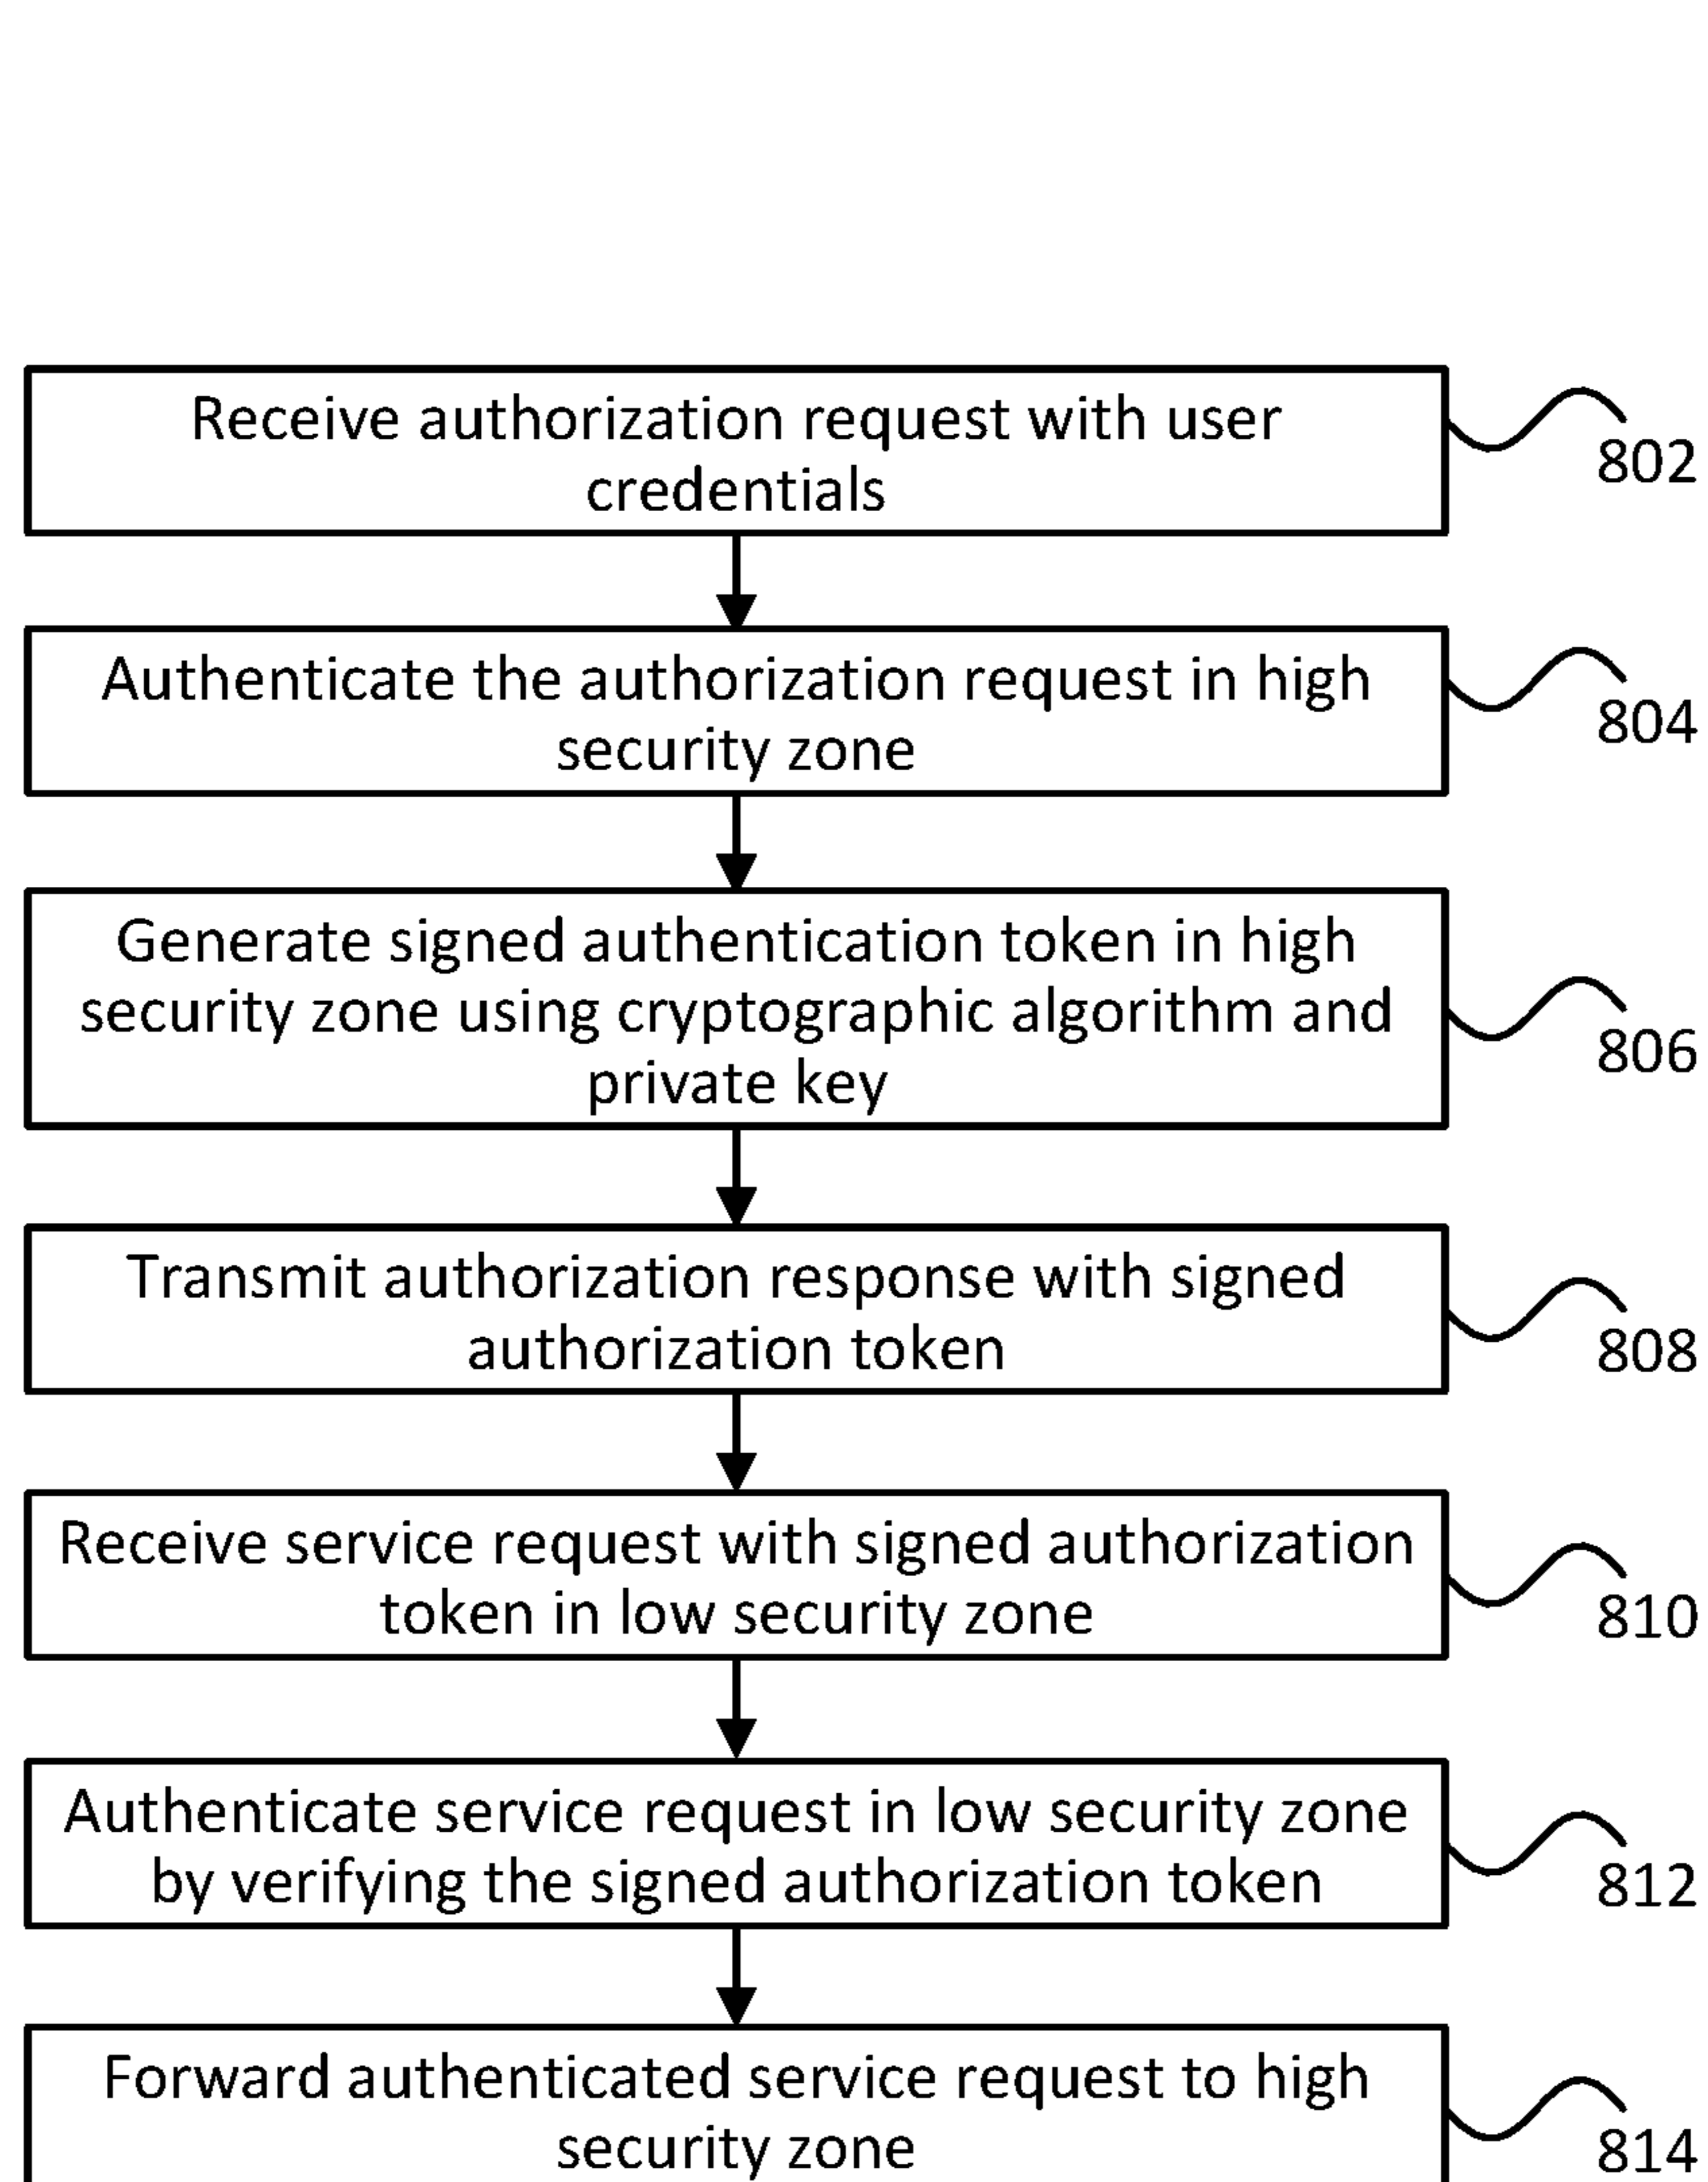 Receive authorization request with user
credentials
802
Authenticate the authorization request in high
security zone
804
Generate signed authentication token in high
security zone using cryptographic algorithm and
private key
806
Transmit authorization response with signed
authorization token
808
Receive service request with signed authorization
token in low security zone
810
Authenticate service request in low security zone
by verifying the signed authorization token
812
Forward authenticated service request to high
security zone
814